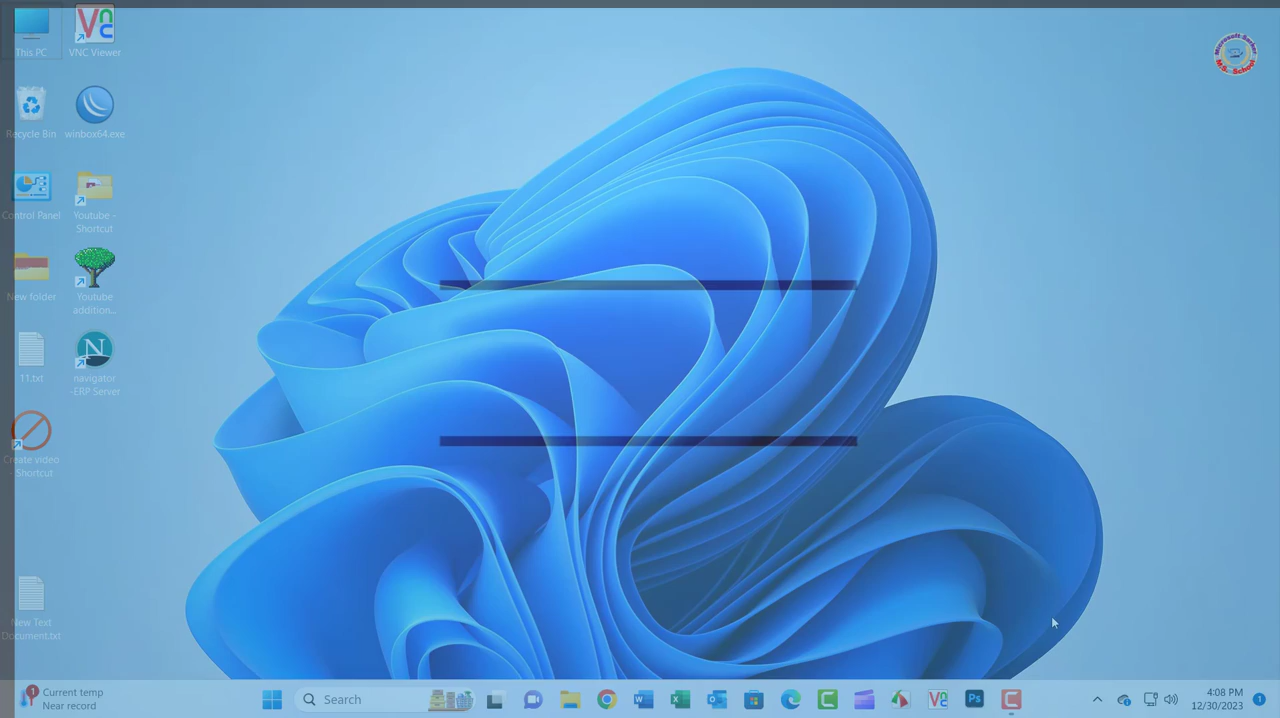 This PC
VNC Viewer
Recycle Bin
winbox64.exe
Control Panel
Youtube -
Shortcut
New folder
Youtube
addition...
11.txt
navigator
-ERP Server
Create video
- Shortcut
New Text
Document.txt
Current temp
Near record
Search
4:08 PM
12/30/2023